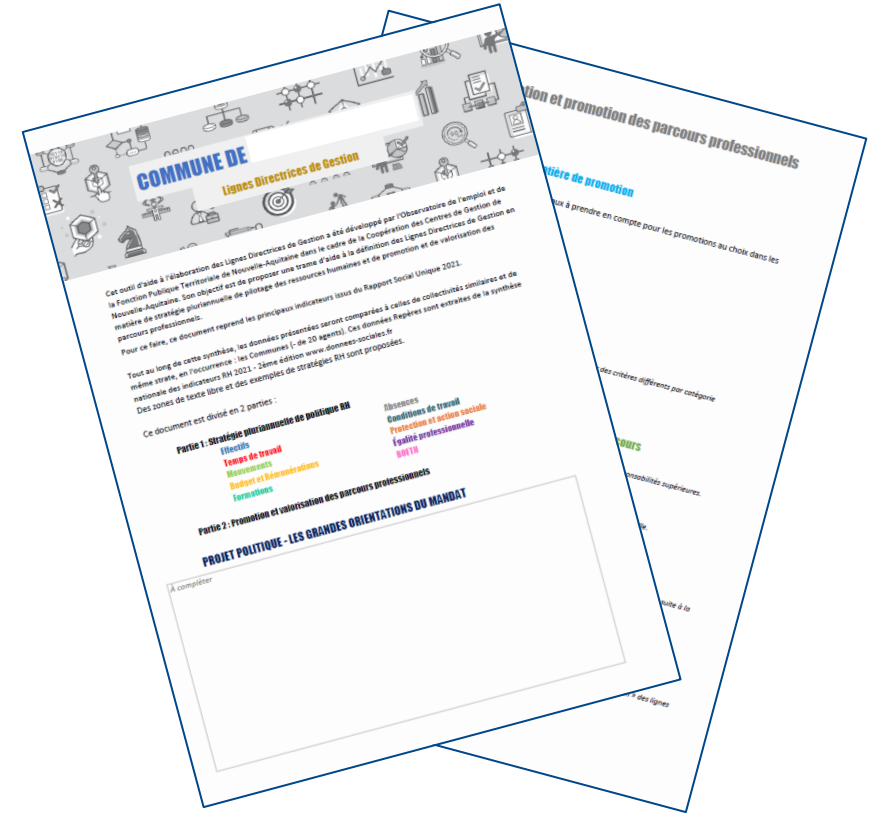 COMMUNE DE
Lignes Directrices de Gestion
Cet outil d'aide à l'élaboration des Lignes Directrices de Gestion a été développé par l'Observatoire de l'emploi et de
la Fonction Publique Territoriale de Nouvelle-Aquitaine dans le cadre de la Coopération des Centres de Gestion de
Nouvelle-Aquitaine. Son objectif est de proposer une trame d'aide à la définition des Lignes Directrices de Gestion en
matière de stratégie pluriannuelle de pilotage des ressources humaines et de promotion et de valorisation des
parcours professionnels.
Pour ce faire, ce document reprend les principaux indicateurs issus du Rapport Social Unique 2021.
Tout au long de cette synthèse, les données présentées seront comparées à celles de collectivités similaires et de
même strate, en l'occurrence : les Communes (- de 20 agents). Ces données Repères sont extraites de la synthèse
nationale des indicateurs RH 2021 - 2ème édition www.donnees-sociales.fr
Des zones de texte libre et des exemples de stratégies RH sont proposées.
Ce document est divisé en 2 parties :
Partie 1 : Stratégie pluriannuelle de politique RH
Effectifs
Temps de travail
Mouvements
Budget et Rémunérations
Formations
Absences
Conditions de travail
Protection et action sociale
Égalité professionnelle
BOETH
Partie 2 : Promotion et valorisation des parcours professionnels
PROJET POLITIQUE - LES GRANDES ORIENTATIONS DU MANDAT
A compléter
tion et promotion des parcours professionnels
tière de promotion
ux à prendre en compte pour les promotions au choix dans les
des critères différents par catégorie
cours
onsabilités supérieures.
lle.
suite à la
» des lignes